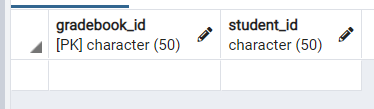 gradebook_id
[PK] character (50)
student_id
character (50)